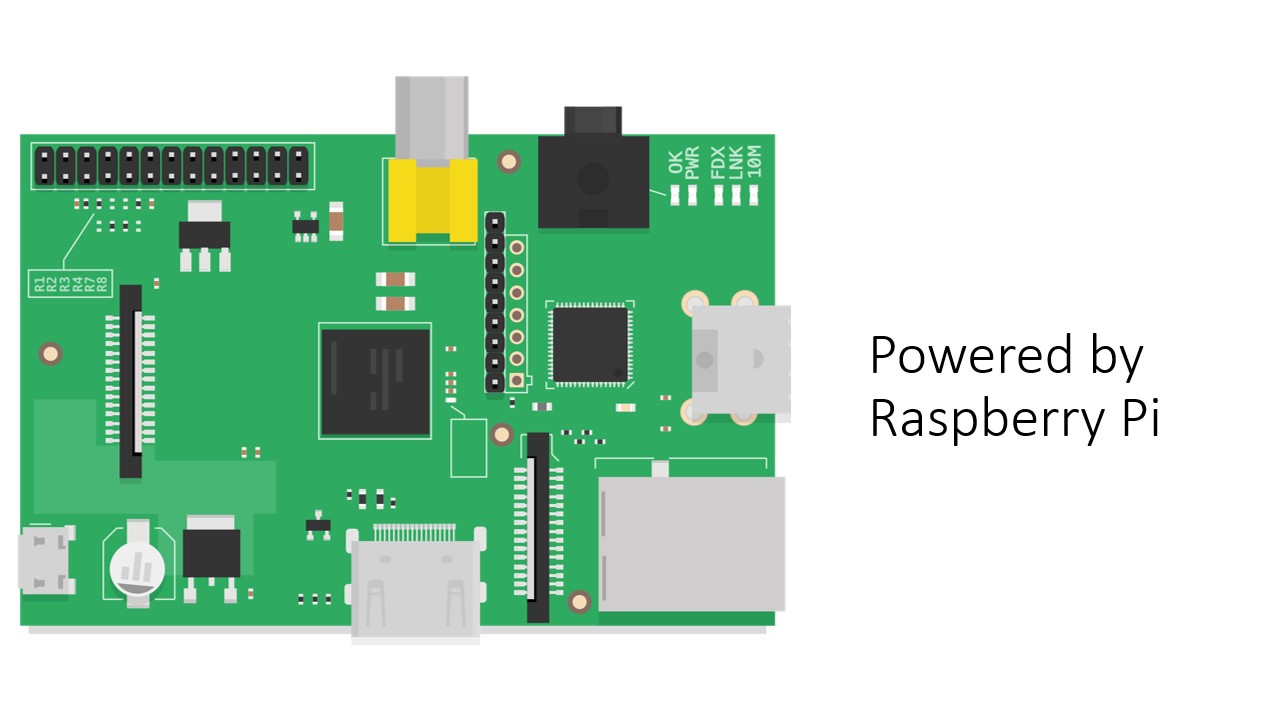 OK
PWR
FDX
LNK
10M
R1
R2
R3
R4
R7
R8
Powered by
Raspberry Pi